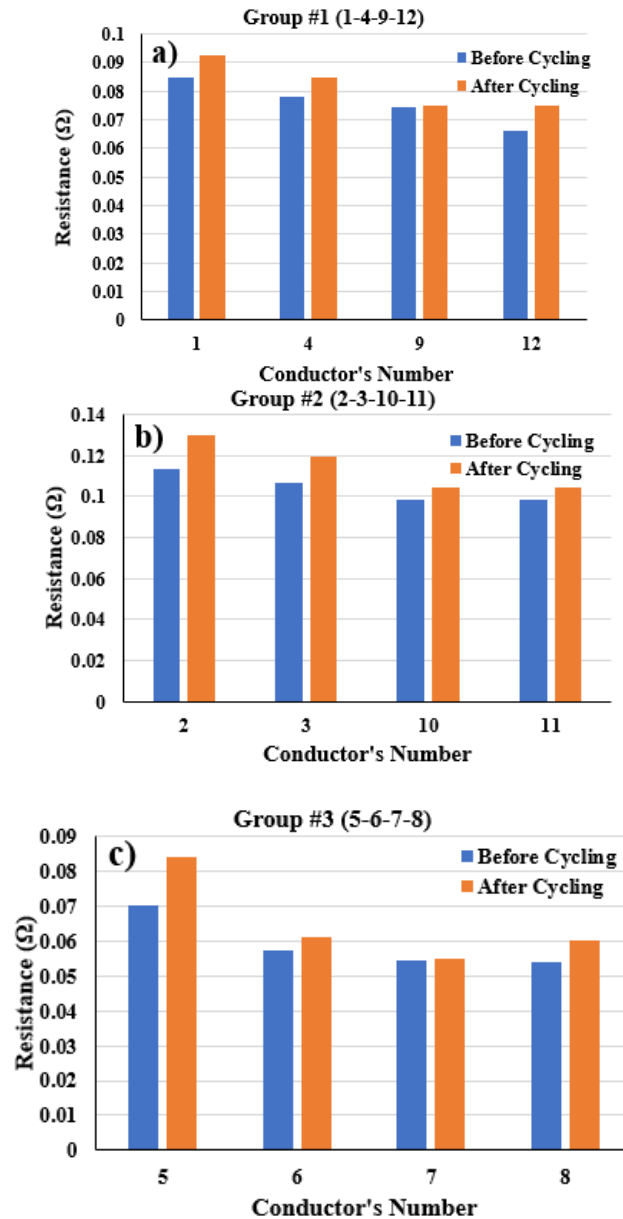 Group #1 (1-4-9-12)
a)
Before Cycling
After Cycling
Resistance (Ω)
0.1
0.09
0.08
0.07
0.06
0.05
0.04
0.03
0.02
0.01
0
1 4 9 12
Conductor's Number
Group #2 (2-3-10-11)
b)
Before Cycling
After Cycling
Resistance (Ω)
0.14
0.12
0.1
0.08
0.06
0.04
0.02
0
2 3 10 11
Conductor's Number
Group #3 (5-6-7-8)
c)
Before Cycling
After Cycling
Resistance (Ω)
0.09
0.08
0.07
0.06
0.05
0.04
0.03
0.02
0.01
0
5 6 7 8
Conductor's Number